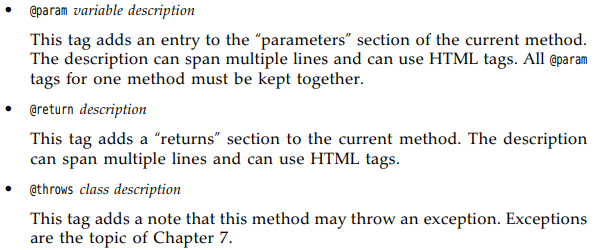 • @param variable description
This tag adds an entry to the “parameters” section of the current method.
The description can span multiple lines and can use HTML tags. All @param
tags for one method must be kept together.
• @return description
This tag adds a “returns” section to the current method. The description
can span multiple lines and can use HTML tags.
• @throws class description
This tag adds a note that this method may throw an exception. Exceptions
are the topic of Chapter 7.